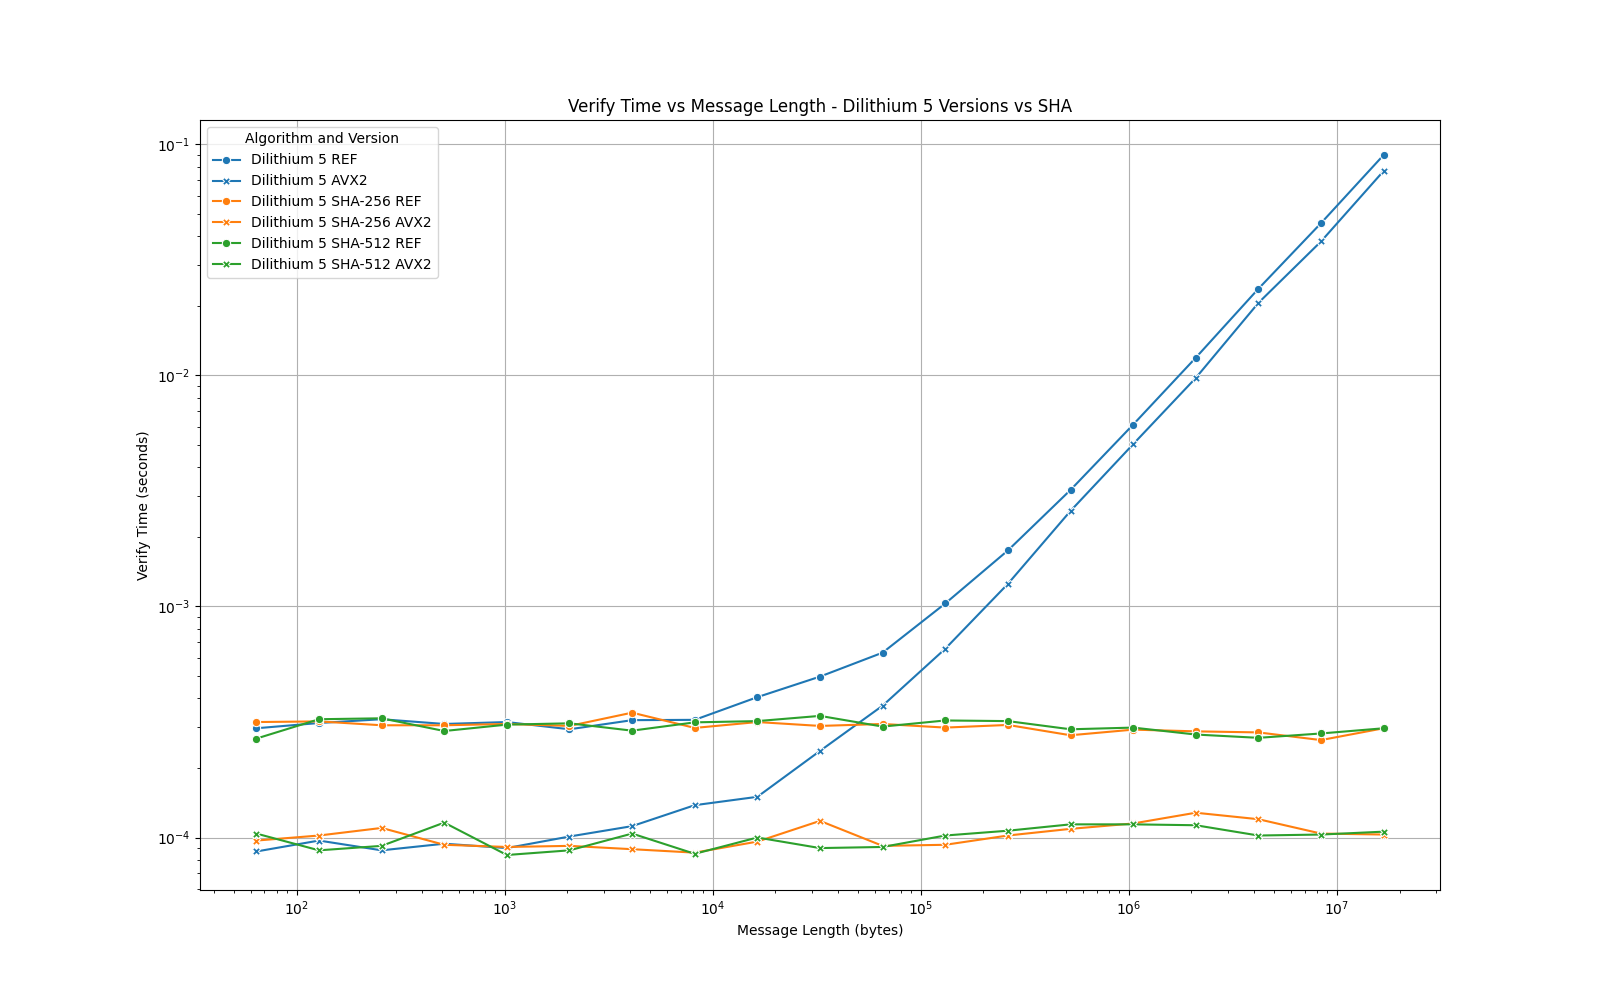 Verify Time vs Message Length - Dilithium 5 Versions vs SHA
Algorithm and Version
Dilithium 5 REF
Dilithium 5 AVX2
Dilithium 5 SHA-256 REF
Dilithium 5 SHA-256 AVX2
Dilithium 5 SHA-512 REF
Dilithium 5 SHA-512 AVX2
Verify Time (seconds)
10⁻¹
10⁻²
10⁻³
10⁻⁴
10² 10³ 10⁴ 10⁵ 10⁶ 10⁷
Message Length (bytes)